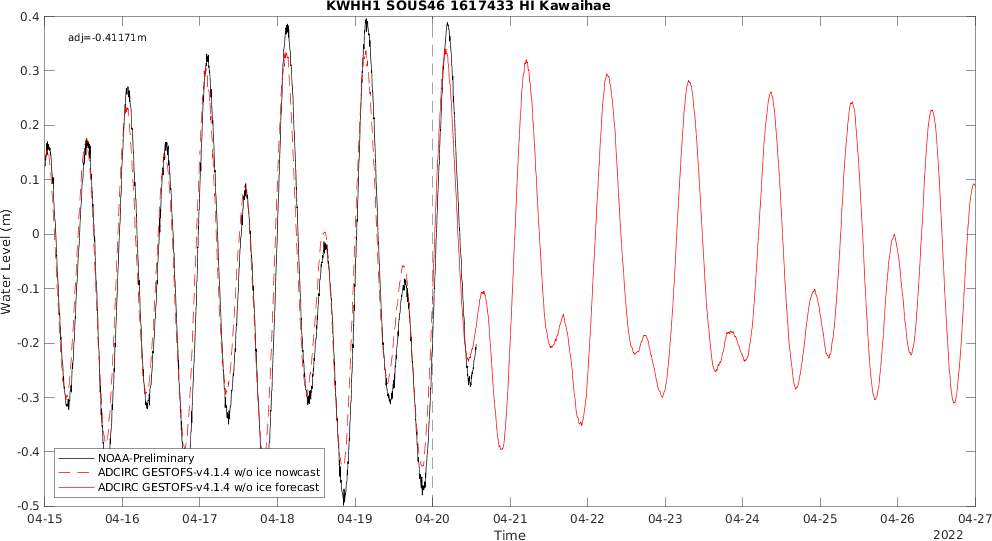 KWHH1 SOUS46 1617433 HI Kawaihae
adj=-0.41171m
0.4
0.3
0.2
0.1
0
-0.1
-0.2
-0.3
-0.4
-0.5
Water Level (m)
NOAA-Preliminary
ADCIRC GESTOFS-v4.1.4 w/o ice nowcast
ADCIRC GESTOFS-v4.1.4 w/o ice forecast
04-15 04-16 04-17 04-18 04-19 04-20 04-21 04-22 04-23 04-24 04-25 04-26 04-27
Time
2022